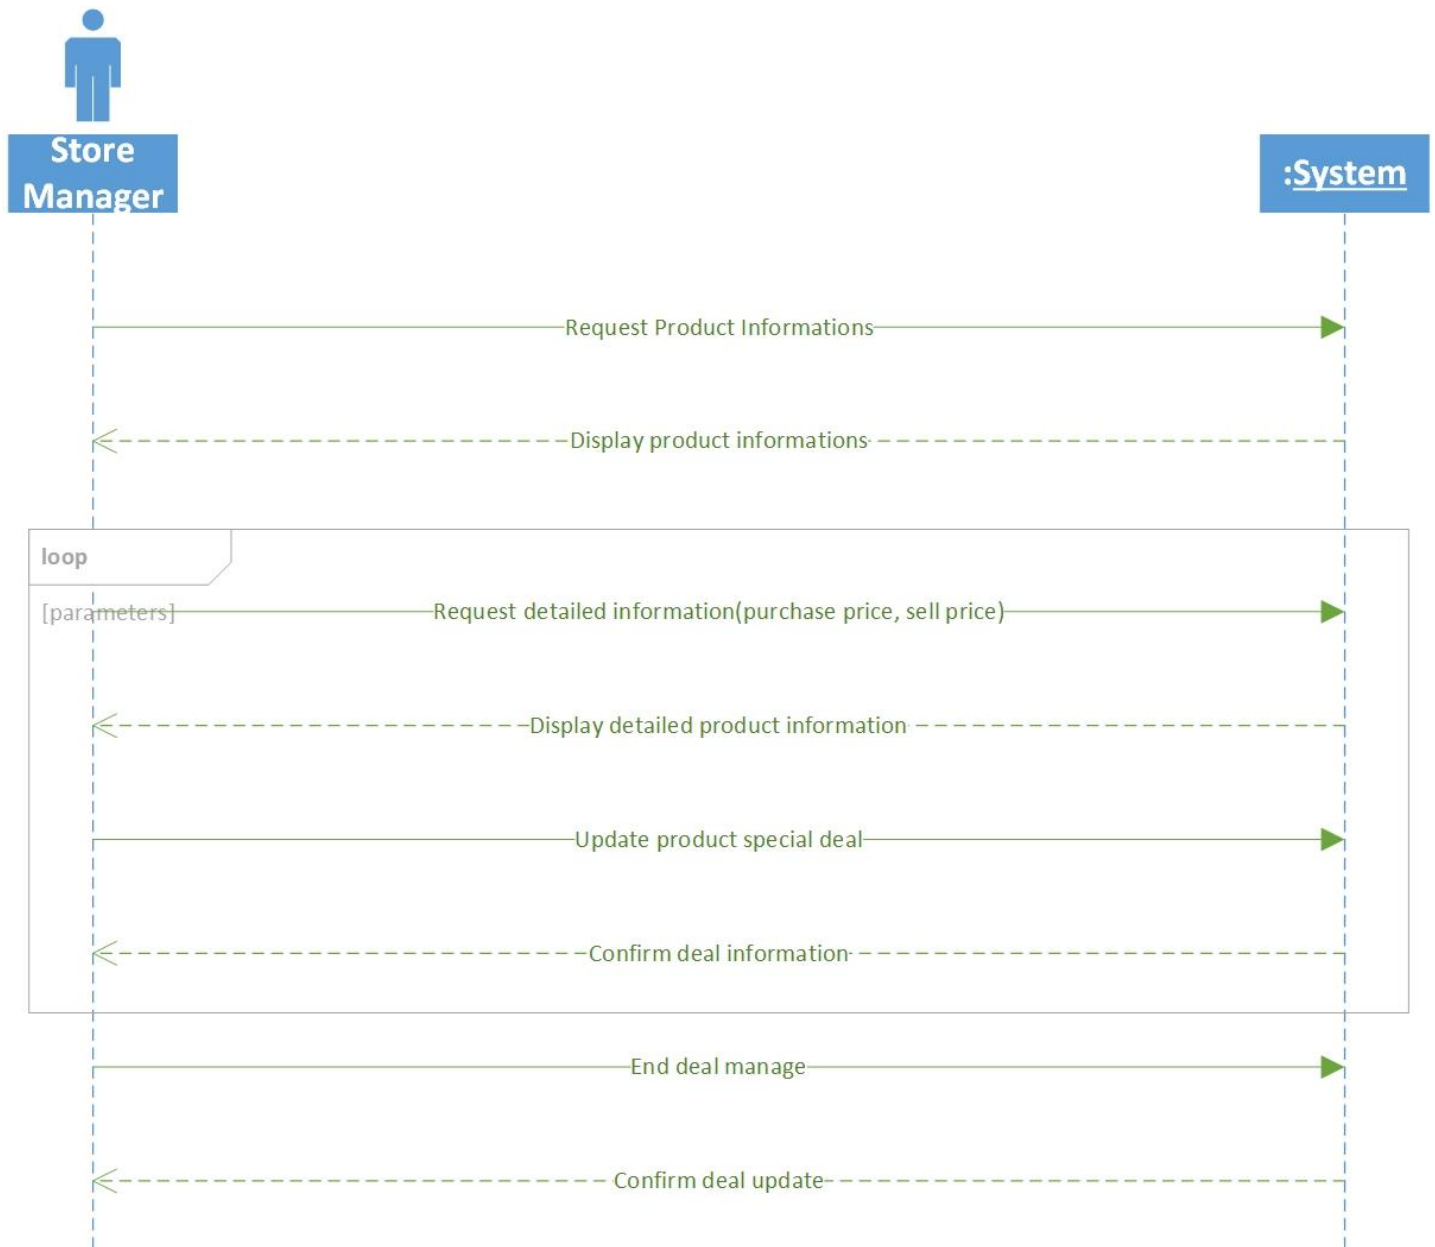 Store
Manager
:System
Request Product Informations
Display product informations
loop
[parameters]
Request detailed information(purchase price, sell price)
Display detailed product information
Update product special deal
Confirm deal information
End deal manage
Confirm deal update